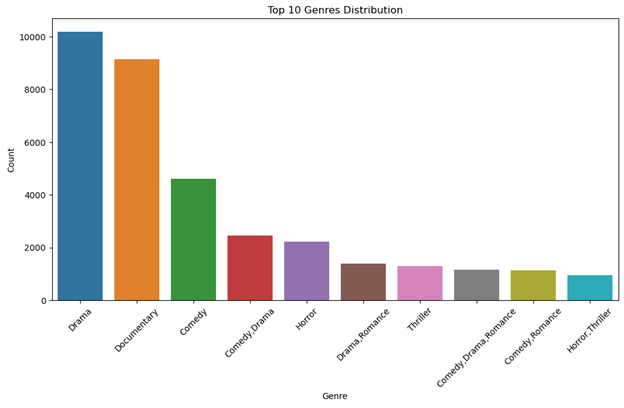 Top 10 Genres Distribution
10000
8000
6000
4000
2000
0
Count
Drama
Documentary
Comedy
Comedy,Drama
Horror
Drama,Romance
Thriller
Comedy,Drama,Romance
Comedy,Romance
Horror,Thriller
Genre